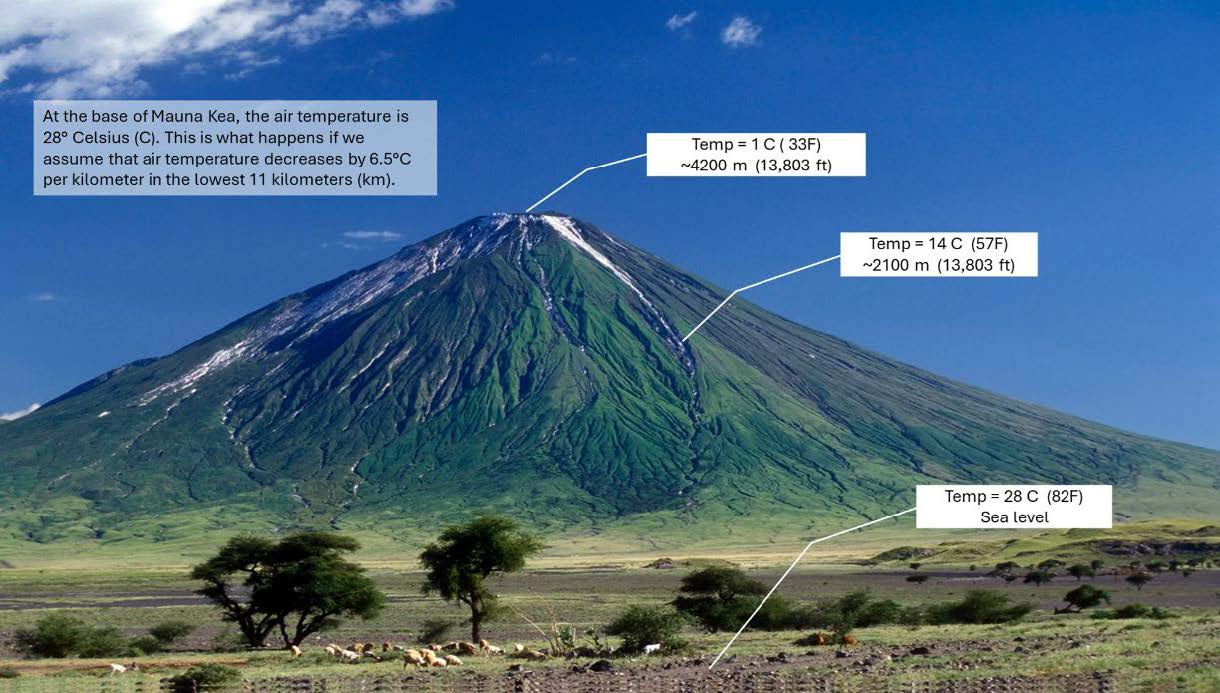 At the base of Mauna Kea, the air temperature is
28° Celsius (C). This is what happens if we
assume that air temperature decreases by 6.5°C
per kilometer in the lowest 11 kilometers (km).
Temp = 1 C ( 33F)
~4200 m (13,803 ft)
Temp = 14 C (57F)
~2100 m (13,803 ft)
Temp = 28 C (82F)
Sea level